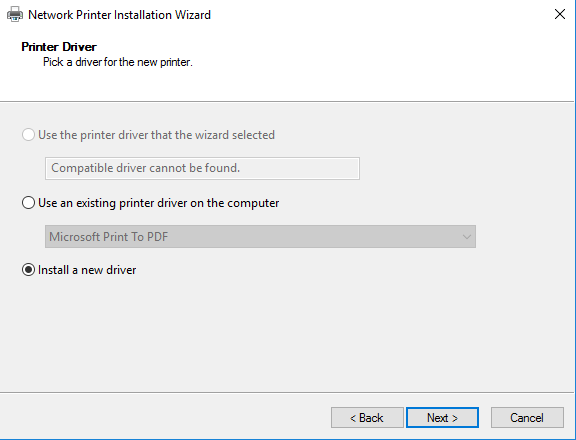 Network Printer Installation Wizard
Printer Driver
Pick a driver for the new printer.
Use the printer driver that the wizard selected
Compatible driver cannot be found.
Use an existing printer driver on the computer
Microsoft Print To PDF
Install a new driver
< Back Next > Cancel